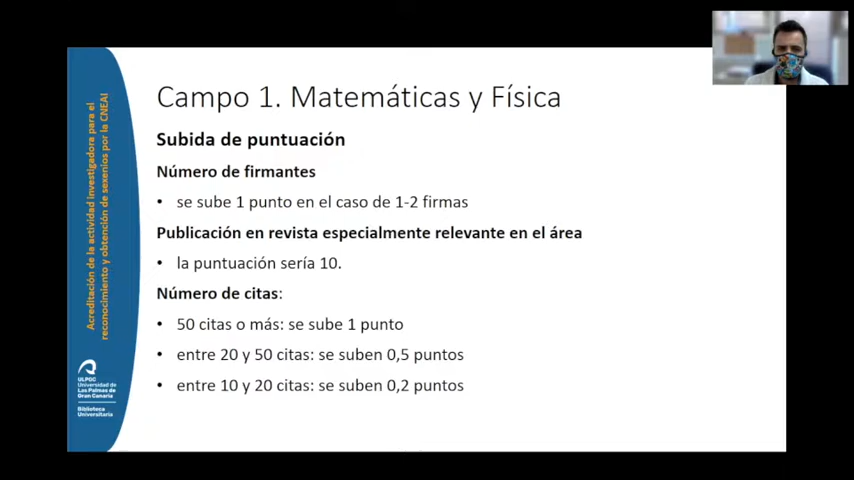 Campo 1. Matemáticas y Física
Subida de puntuación
Número de firmantes
• se sube 1 punto en el caso de 1-2 firmas
Publicación en revista especialmente relevante en el área
• la puntuación sería 10.
Número de citas:
• 50 citas o más: se sube 1 punto
• entre 20 y 50 citas: se suben 0,5 puntos
• entre 10 y 20 citas: se suben 0,2 puntos
Acreditación de la actividad investigadora para el
reconocimiento y obtención de sexenios por la CNEAI
ULPGC
Universidad de
Las Palmas de
Gran Canaria
Biblioteca
Universitaria